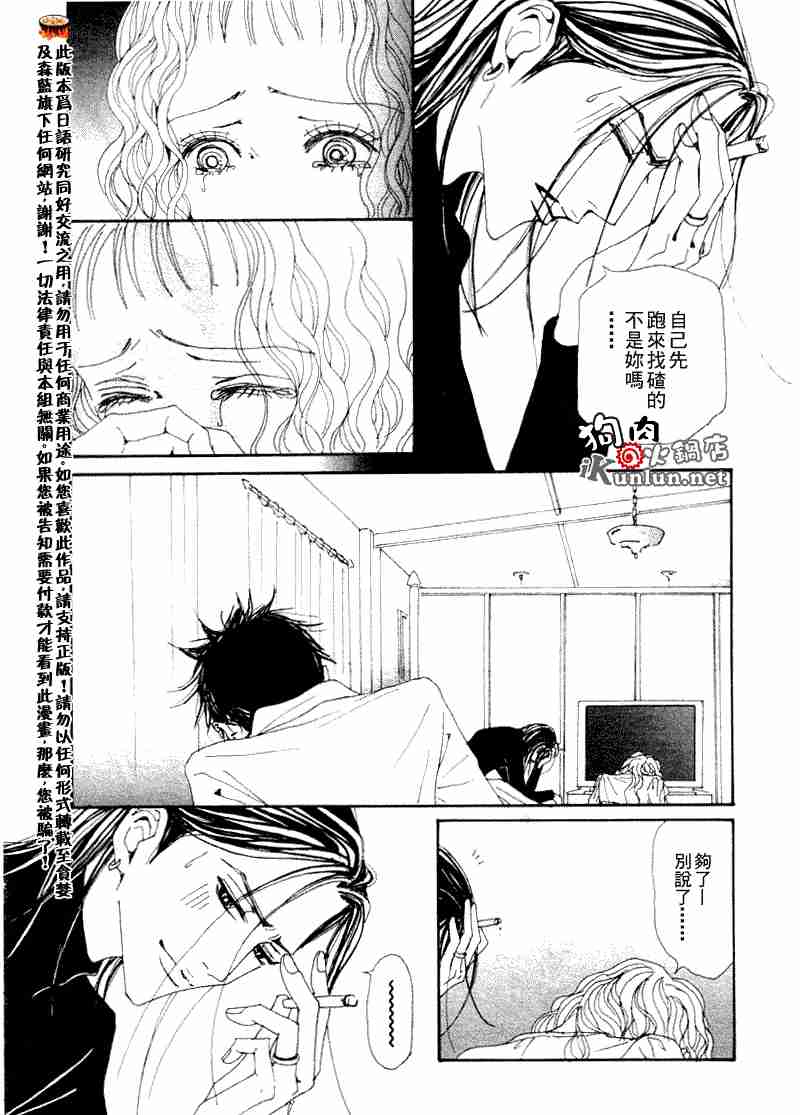 自己先
跑來找碴的
不是妳嗎
……
狗肉
火鍋店
iKunlun.net
夠了—
別說了……
此版本爲日語研究同好交流之用，請勿用于任何商業用途。如您喜歡此作品，請支持正版！請勿以任何形式轉載至貪婪
及森藍旗下任何網站，謝謝！一切法律責任與本組無關。如果您被告知需要付款才能看到此漫畫，那麼，您被騙了！